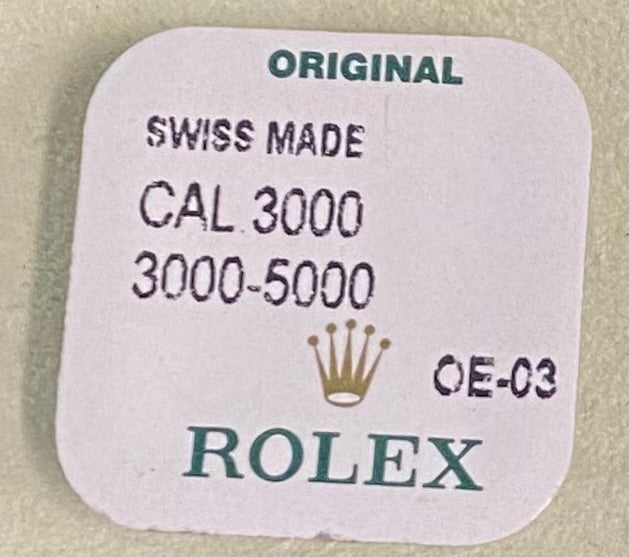 ORIGINAL
SWISS MADE
CAL. 3000
3000-5000
OE-03
ROLEX